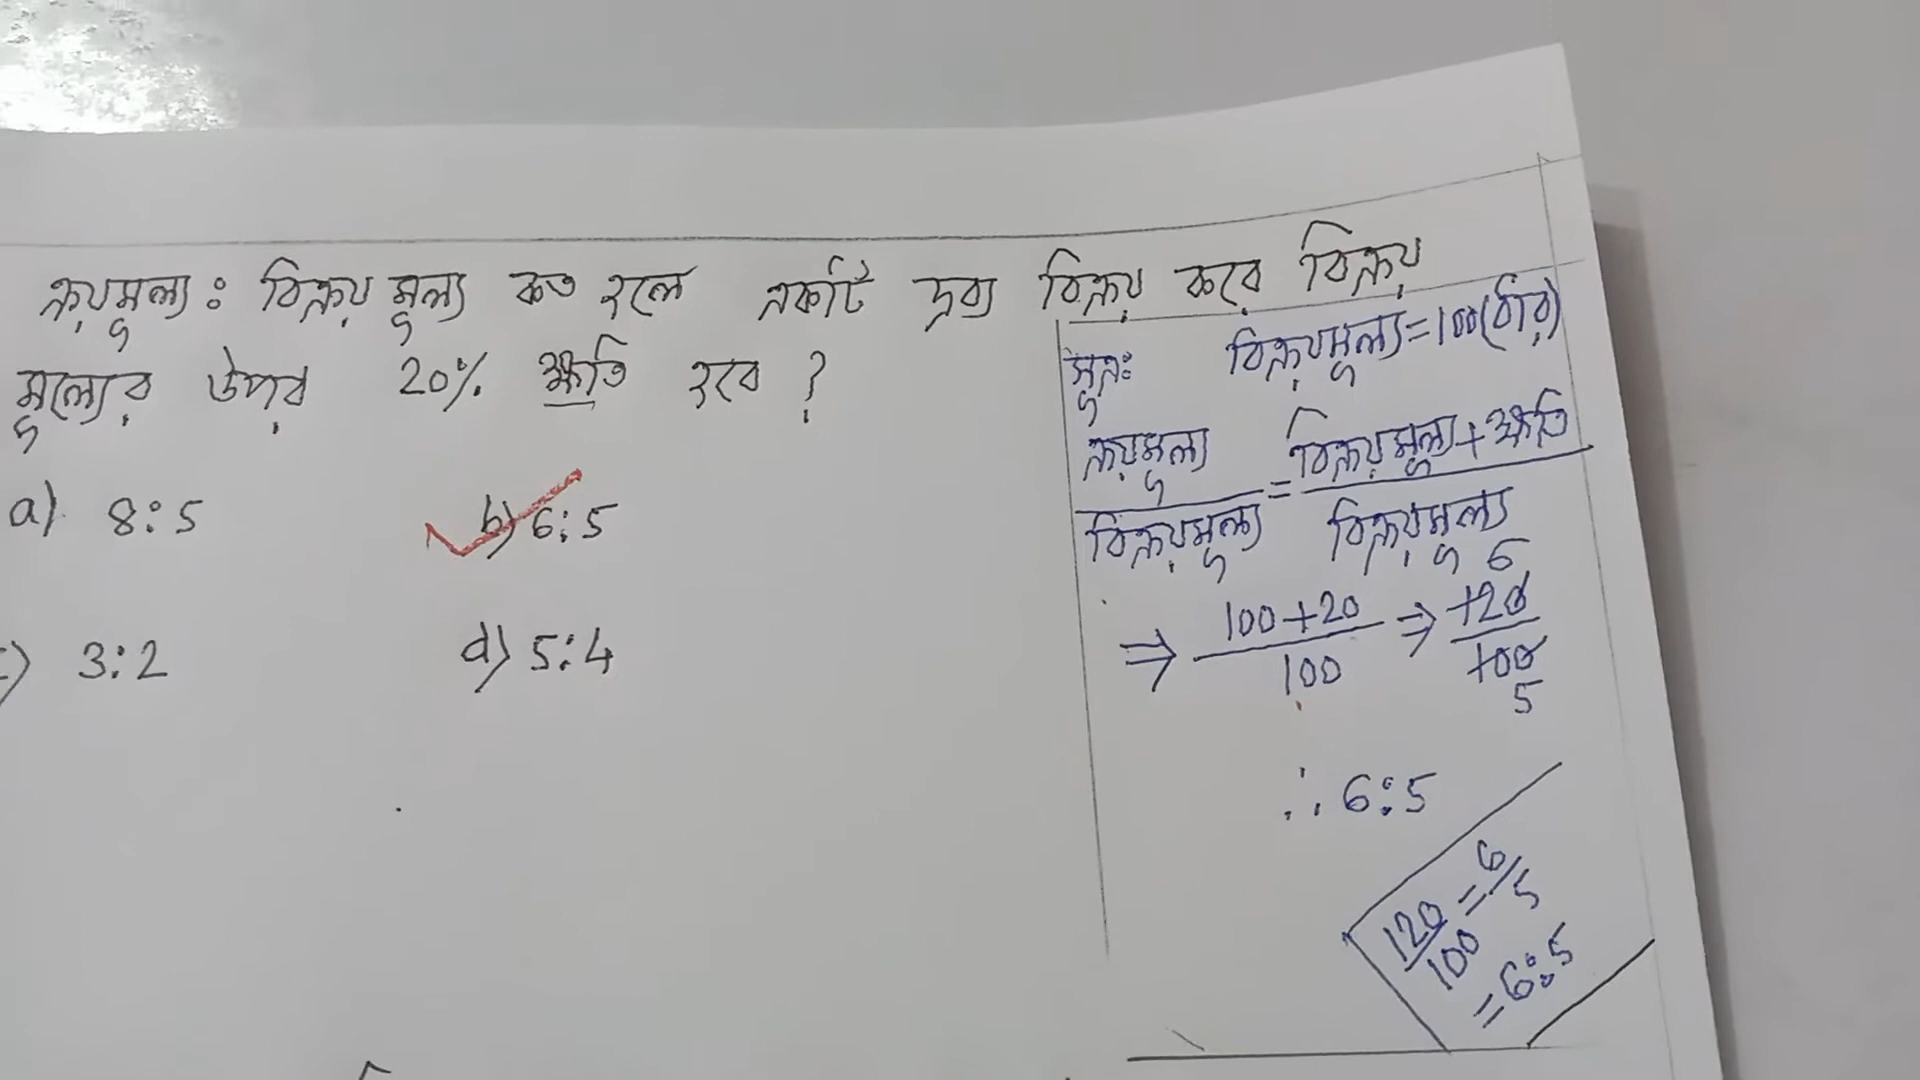 ক্রয়মূল্য: বিক্রয় মূল্য কত হলে একটি দ্রব্য বিক্রয় করে বিক্রয়
মূল্যের উপর 20% ক্ষতি হবে ?
a) 8:5
b) 6:5
c) 3:2
d) 5:4
সূত্র: বিক্রয়মূল্য=100(ধরি)
ক্রয়মূল্য/বিক্রয়মূল্য = বিক্রয়মূল্য+ক্ষতি/বিক্রয়মূল্য
6
⇒ 100+20/100 ⇒ 120/100
5
∴ 6:5
120/100 = 6/5
= 6:5